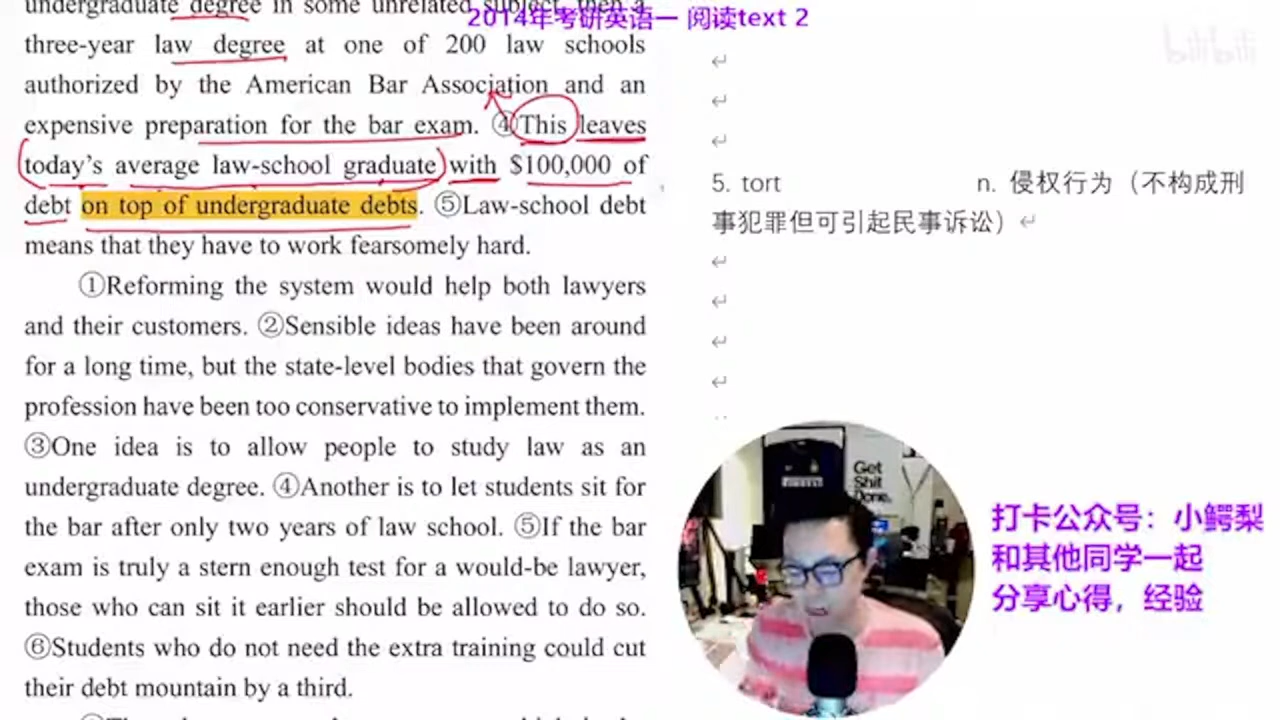 undergraduate degree in some unrelated subject, then a
2014年考研英语一 阅读text 2
three-year law degree at one of 200 law schools
authorized by the American Bar Association and an
expensive preparation for the bar exam. ④This leaves
today's average law-school graduate with $100,000 of
debt on top of undergraduate debts. ⑤Law-school debt
means that they have to work fearsomely hard.
①Reforming the system would help both lawyers
and their customers. ②Sensible ideas have been around
for a long time, but the state-level bodies that govern the
profession have been too conservative to implement them.
③One idea is to allow people to study law as an
undergraduate degree. ④Another is to let students sit for
the bar after only two years of law school. ⑤If the bar
exam is truly a stern enough test for a would-be lawyer,
those who can sit it earlier should be allowed to do so.
⑥Students who do not need the extra training could cut
their debt mountain by a third.
bilibili
5. tort n. 侵权行为（不构成刑
事犯罪但可引起民事诉讼）
Get
Shit
Done.
打卡公众号：小鳄梨
和其他同学一起
分享心得，经验